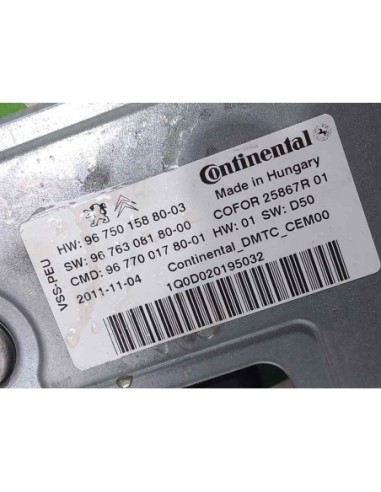 Continental
Made in Hungary
COFOR 25867R 01
HW: 01 SW: D50
Continental_DMTC_CEM00
1Q0D020195032
HW: 96 750 158 80-03
SW: 96 763 081 80-00
CMD: 96 770 017 80-01
2011-11-04
VSS-PEU